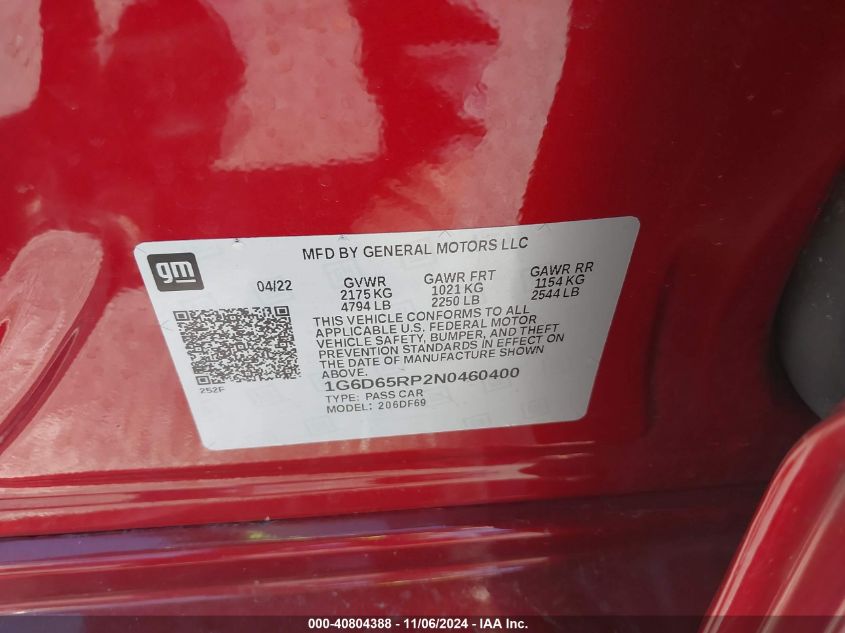 MFD BY GENERAL MOTORS LLC
gm
04/22 GVWR GAWR FRT GAWR RR
2175 KG 1021 KG 1154 KG
4794 LB 2250 LB 2544 LB
THIS VEHICLE CONFORMS TO ALL
APPLICABLE U.S. FEDERAL MOTOR
VEHICLE SAFETY, BUMPER, AND THEFT
PREVENTION STANDARDS IN EFFECT ON
THE DATE OF MANUFACTURE SHOWN
ABOVE.
252F
1G6D65RP2N0460400
TYPE: PASS CAR
MODEL: 206DF69
000-40804388 - 11/06/2024 - IAA Inc.